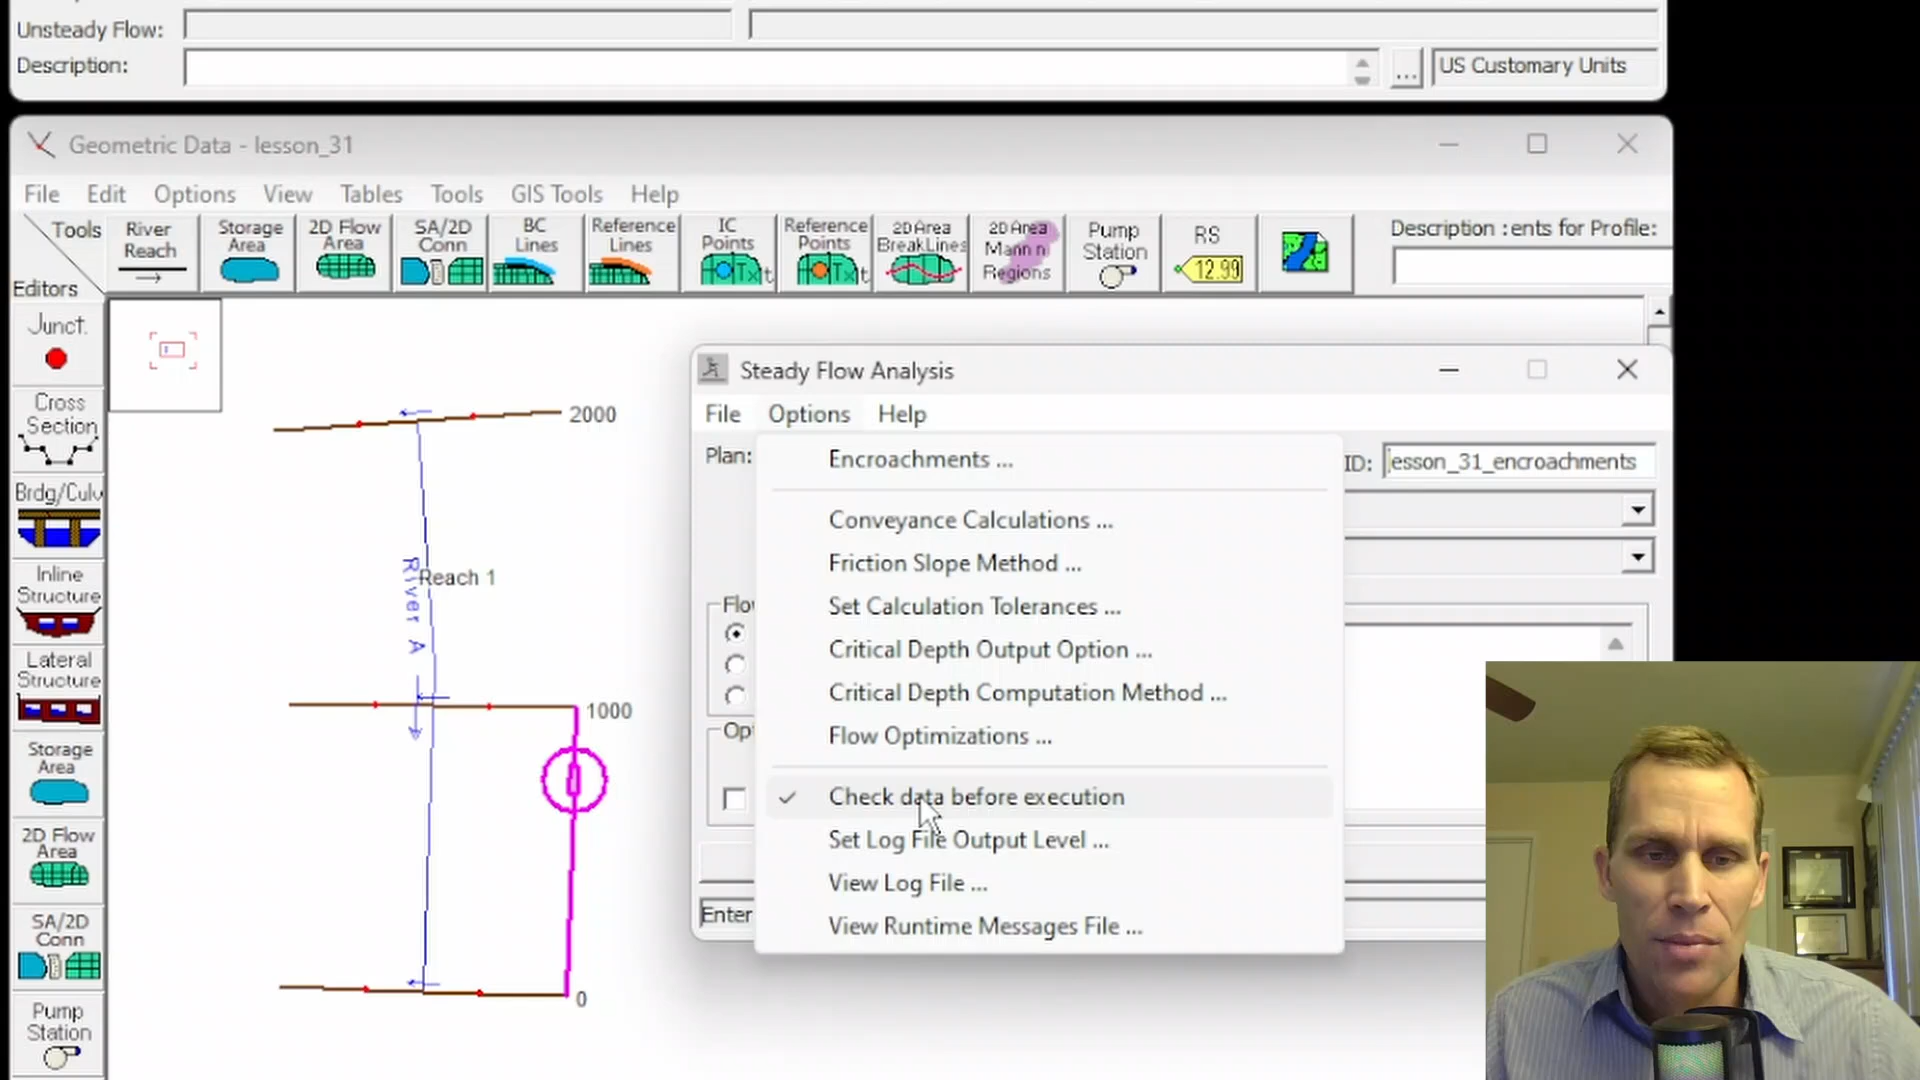 Unsteady Flow:
Description:
...
US Customary Units
Geometric Data - lesson_31
File Edit Options View Tables Tools GIS Tools Help
Tools
Editors
River Reach
Storage Area
2D Flow Area
SA/2D Conn
BC Lines
Reference Lines
IC Points
Reference Points
2D Area BreakLines
2D Area Mann n Regions
Pump Station
RS
12.99
Description :ents for Profile:
Junct.
Cross Section
Brdg/Culv
Inline Structure
Lateral Structure
Storage Area
2D Flow Area
SA/2D Conn
Pump Station
2000
Reach 1
River A
1000
0
Steady Flow Analysis
File Options Help
Plan:
ID:
lesson_31_encroachments
Encroachments ...
Conveyance Calculations ...
Friction Slope Method ...
Set Calculation Tolerances ...
Critical Depth Output Option ...
Critical Depth Computation Method ...
Flow Optimizations ...
Check data before execution
Set Log File Output Level ...
View Log File ...
View Runtime Messages File ...
Flo
Opt
Enter